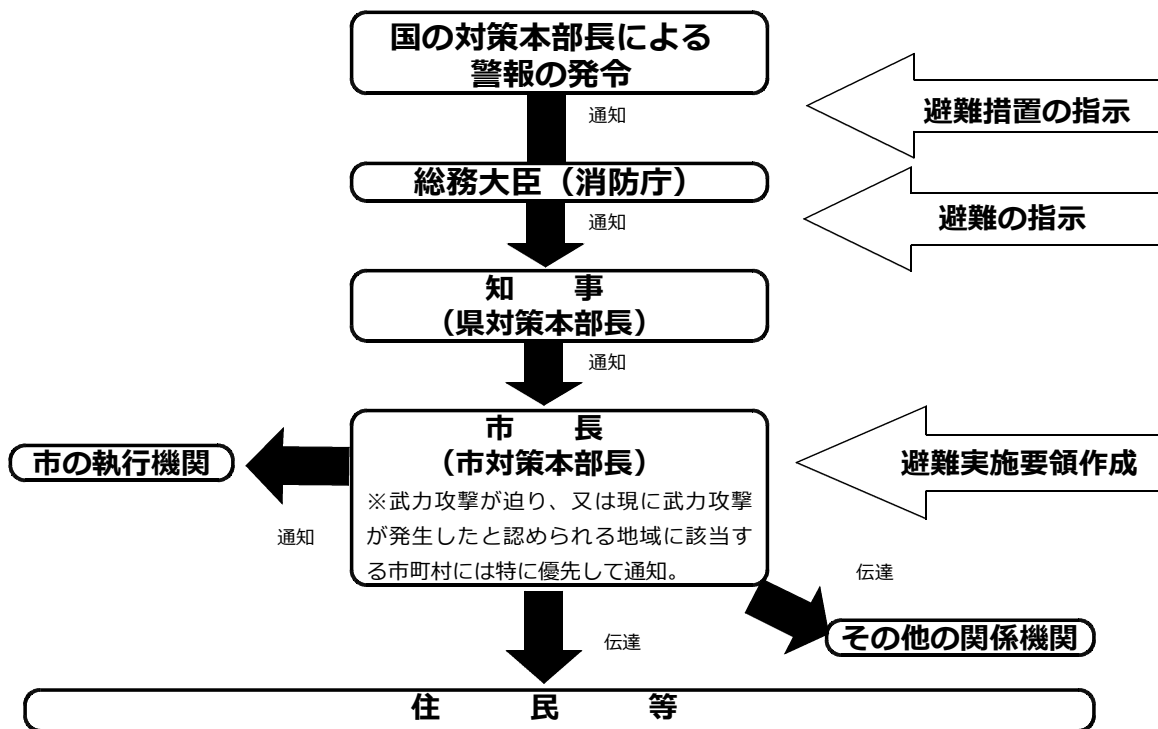 国の対策本部長による
警報の発令
通知
避難措置の指示
総務大臣（消防庁）
通知
避難の指示
知　事
（県対策本部長）
通知
市　長
（市対策本部長）
※武力攻撃が迫り、又は現に武力攻撃
が発生したと認められる地域に該当す
る市町村には特に優先して通知。
市の執行機関
通知
避難実施要領作成
伝達
その他の関係機関
伝達
住　民　等